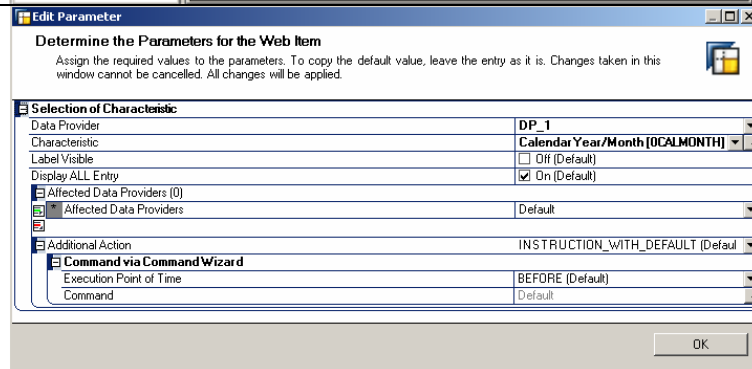 Edit Parameter
Determine the Parameters for the Web Item
Assign the required values to the parameters. To copy the default value, leave the entry as it is. Changes taken in this
window cannot be cancelled. All changes will be applied.
Selection of Characteristic
Data Provider DP_1
Characteristic Calendar Year/Month [0CALMONTH]
Label Visible Off (Default)
Display ALL Entry On (Default)
Affected Data Providers (0)
* Affected Data Providers Default
Additional Action INSTRUCTION_WITH_DEFAULT (Defaul
Command via Command Wizard
Execution Point of Time BEFORE (Default)
Command Default
OK